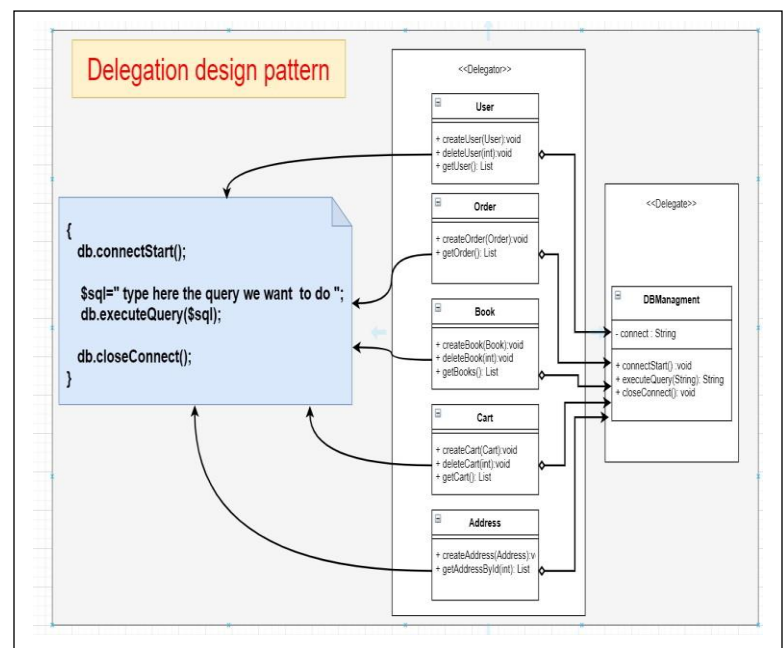 Delegation design pattern
{
db.connectStart();
$sql=" type here the query we want to do ";
db.executeQuery($sql);
db.closeConnect();
}
<<Delegator>>
User
+ createUser(User):void
+ deleteUser(int):void
+ getUser(): List
Order
+ createOrder(Order):void
+ getOrder(): List
Book
+ createBook(Book):void
+ deleteBook(int):void
+ getBooks(): List
Cart
+ createCart(Cart):void
+ deleteCart(int):void
+ getCart(): List
Address
+ createAddress(Address):v
+ getAddressById(int): List
<<Delegate>>
DBManagment
- connect : String
+ connectStart() :void
+ executeQuery(String): String
+ closeConnect(): void